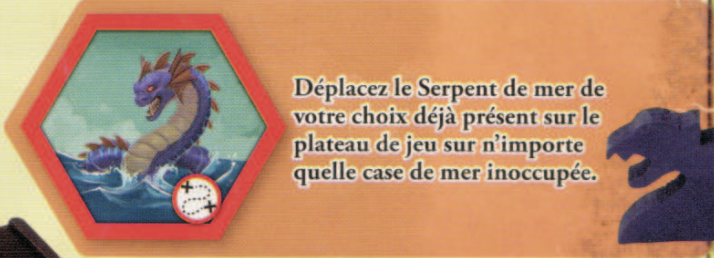 Déplacez le Serpent de mer de
votre choix déjà présent sur le
plateau de jeu sur n'importe
quelle case de mer inoccupée.